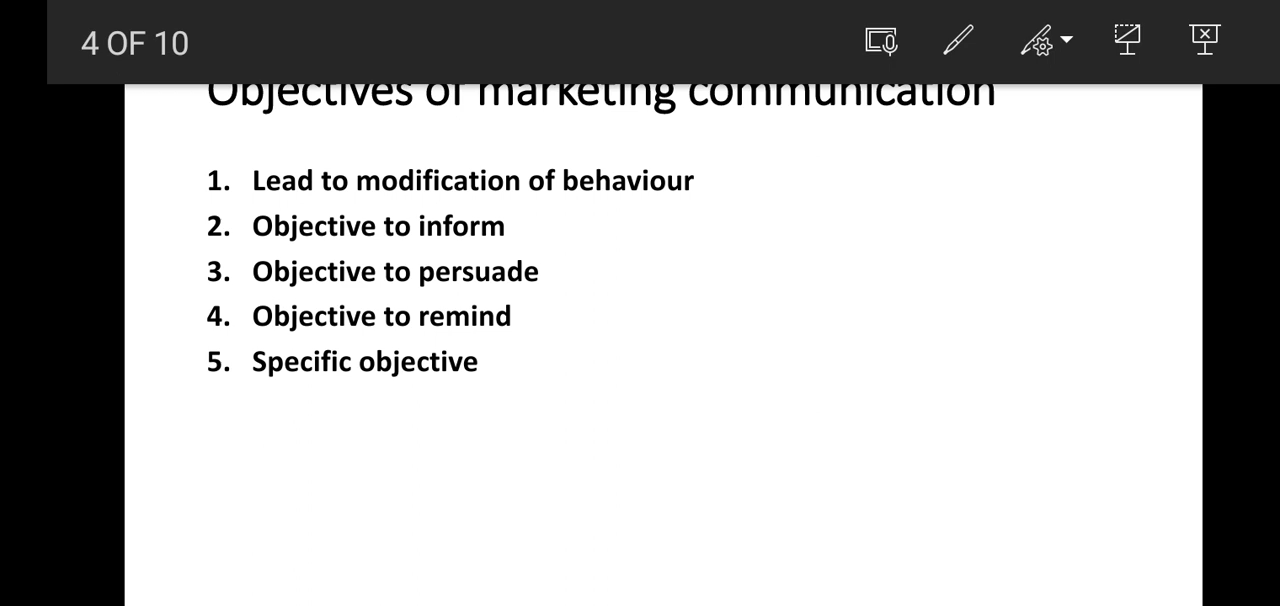 4 OF 10
Objectives of marketing communication
1. Lead to modification of behaviour
2. Objective to inform
3. Objective to persuade
4. Objective to remind
5. Specific objective